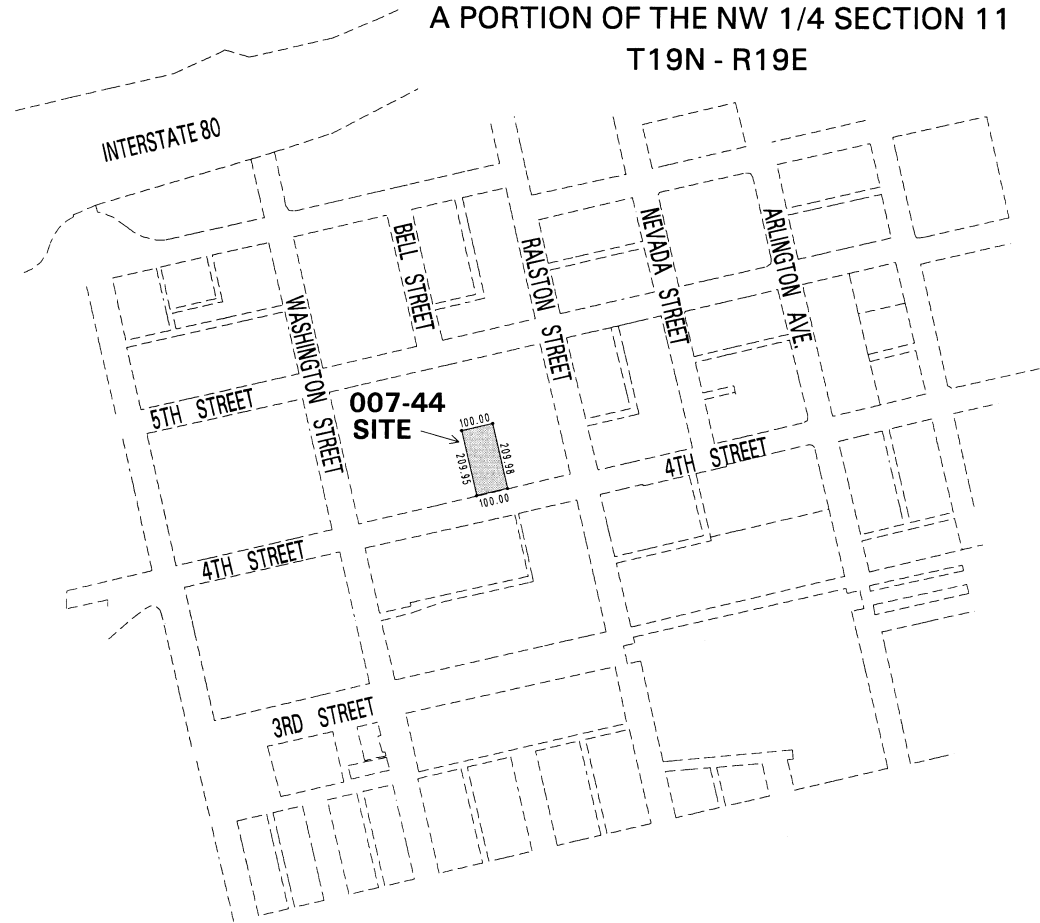 A PORTION OF THE NW 1/4 SECTION 11
T19N - R19E
INTERSTATE 80
BELL STREET
RALSTON STREET
NEVADA STREET
ARLINGTON AVE.
WASHINGTON STREET
5TH STREET
007-44
SITE
100.00
209.95
209.98
100.00
4TH STREET
4TH STREET
3RD STREET